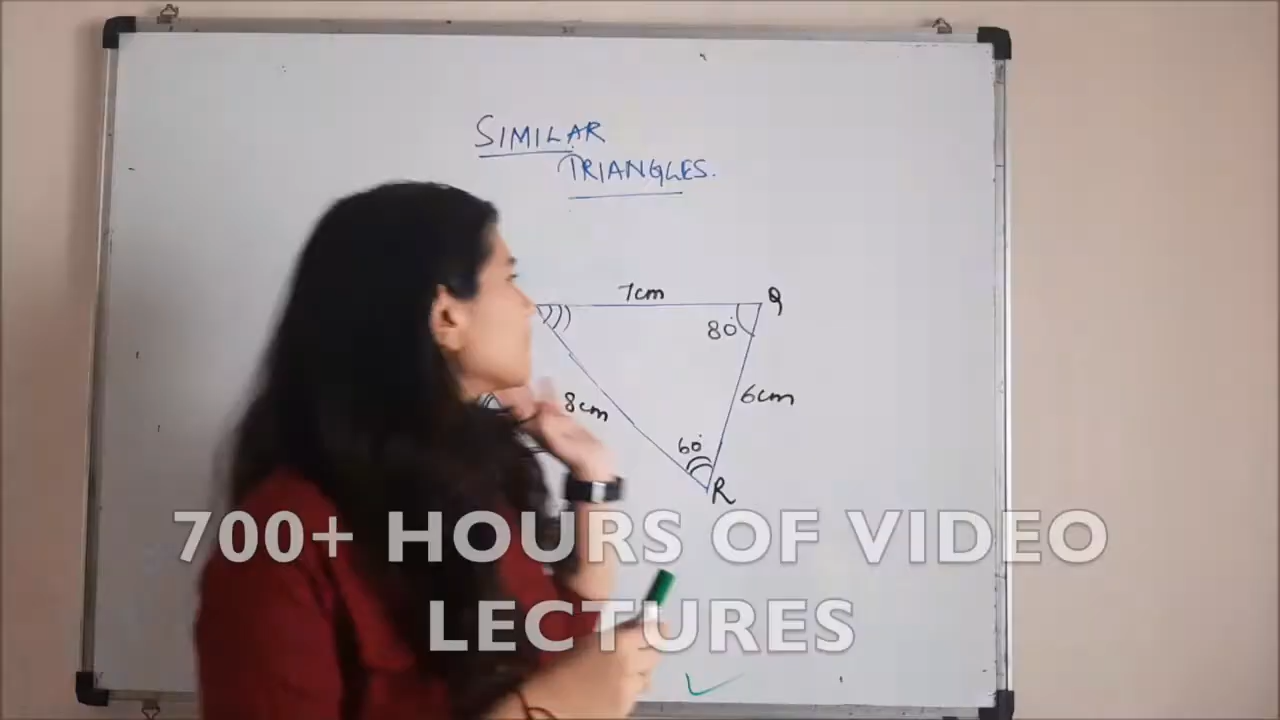 SIMILAR
TRIANGLES.
7cm
Q
80°
8cm
6cm
60°
R
700+ HOURS OF VIDEO
LECTURES